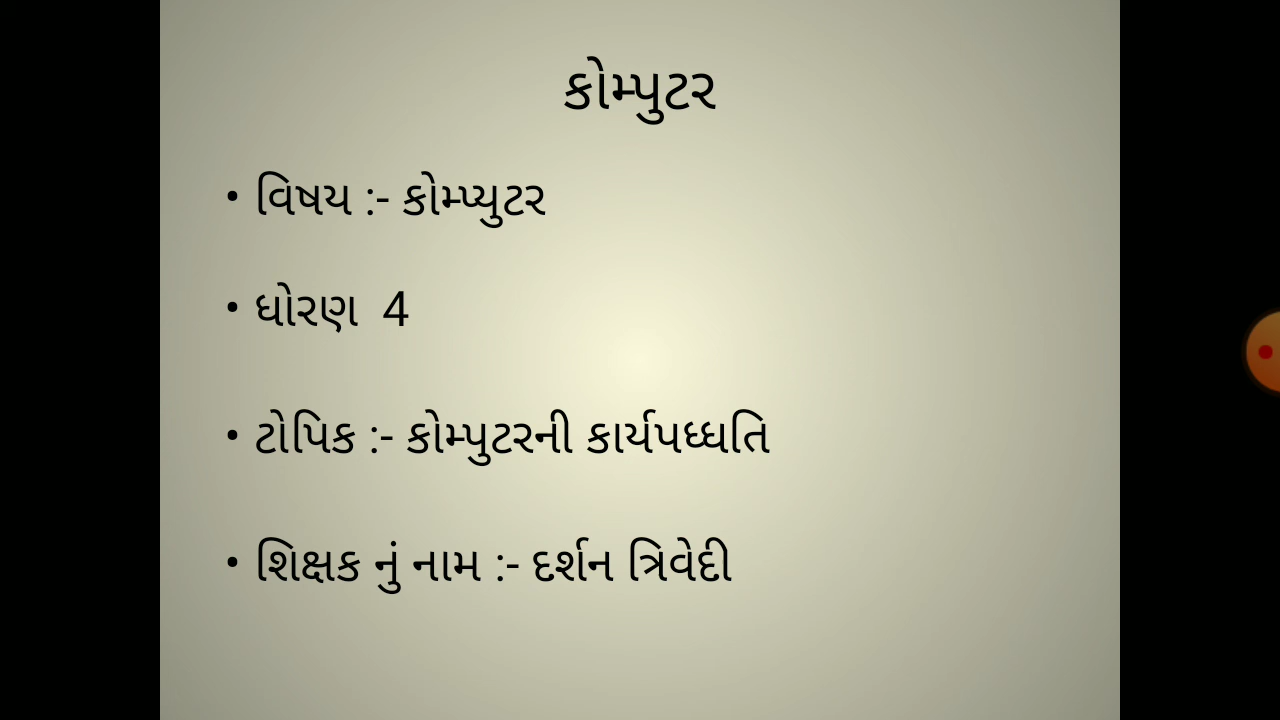 કોમ્પુટર
• વિષય :- કોમ્પ્યુટર
• ધોરણ 4
• ટોપિક :- કોમ્પુટરની કાર્યપધ્ધતિ
• શિક્ષક નું નામ :- દર્શન ત્રિવેદી